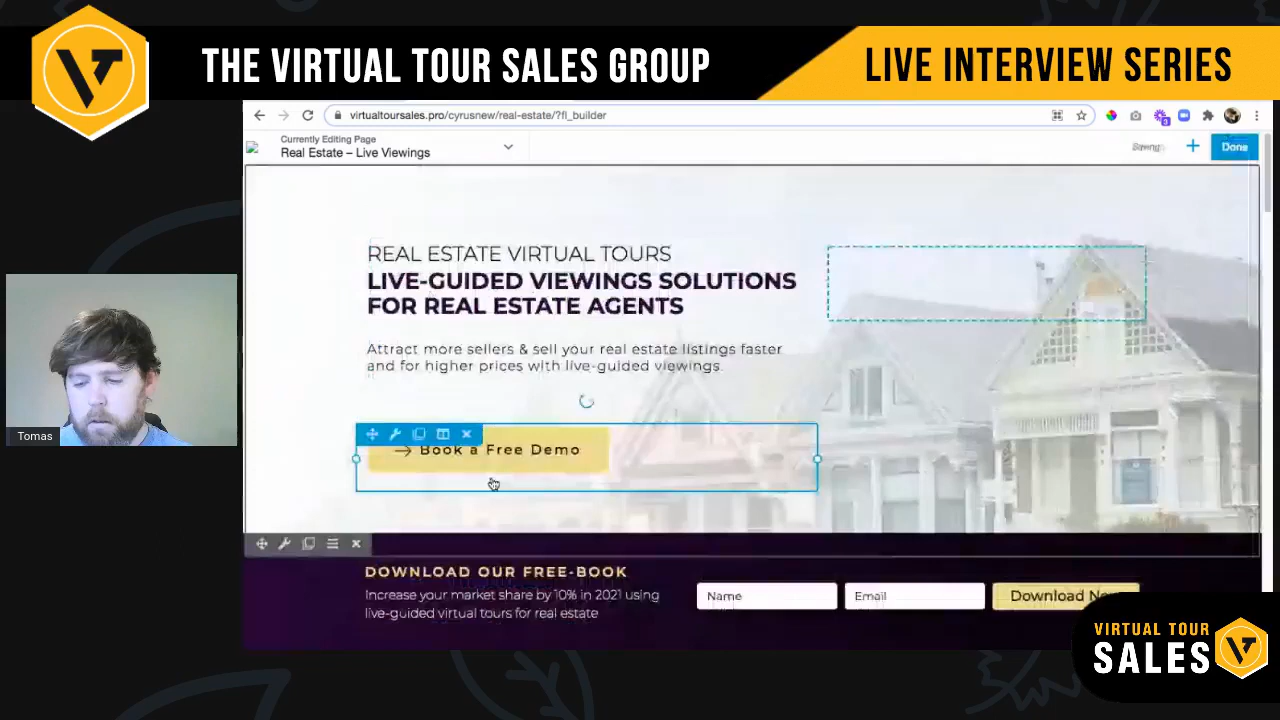 THE VIRTUAL TOUR SALES GROUP
LIVE INTERVIEW SERIES
virtualtoursales.pro/cyrusnew/real-estate/?fl_builder
3
Currently Editing Page
Real Estate – Live Viewings
Saving
Done
REAL ESTATE VIRTUAL TOURS
LIVE-GUIDED VIEWINGS SOLUTIONS
FOR REAL ESTATE AGENTS
Attract more sellers & sell your real estate listings faster
and for higher prices with live-guided viewings.
Book a Free Demo
Tomas
DOWNLOAD OUR FREE-BOOK
Increase your market share by 10% in 2021 using
live-guided virtual tours for real estate
Name
Email
Download
VIRTUAL TOUR
SALES